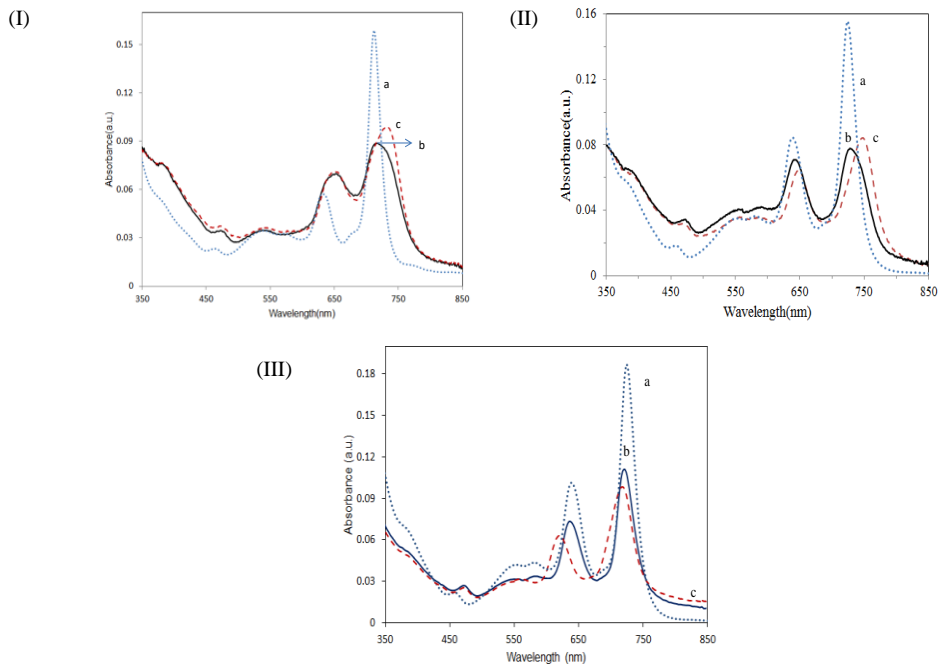 (I)
Absorbance(a.u.)
0.15
0.12
0.09
0.06
0.03
0
a
c
b
350 450 550 650 750 850
Wavelength(nm)
(II)
Absorbance(a.u.)
0.16
0.12
0.08
0.04
0
a
b c
350 450 550 650 750 850
Wavelength(nm)
(III)
Absorbance (a.u.)
0.18
0.15
0.12
0.09
0.06
0.03
0
a
b
c
350 450 550 650 750 850
Wavelength (nm)